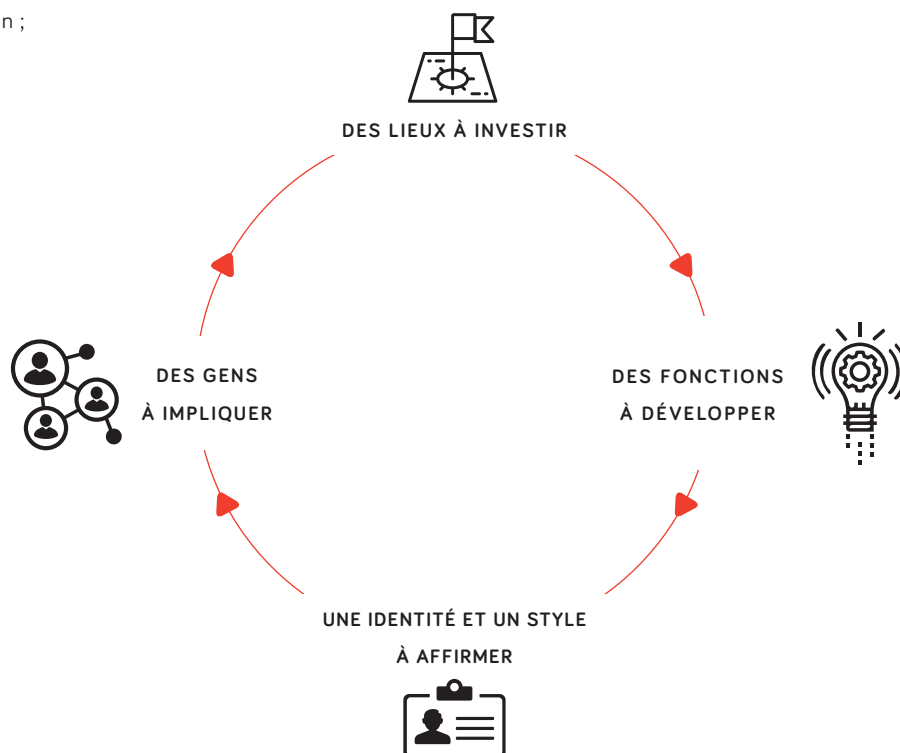 n ;
DES LIEUX À INVESTIR
DES GENS
À IMPLIQUER
DES FONCTIONS
À DÉVELOPPER
UNE IDENTITÉ ET UN STYLE
À AFFIRMER